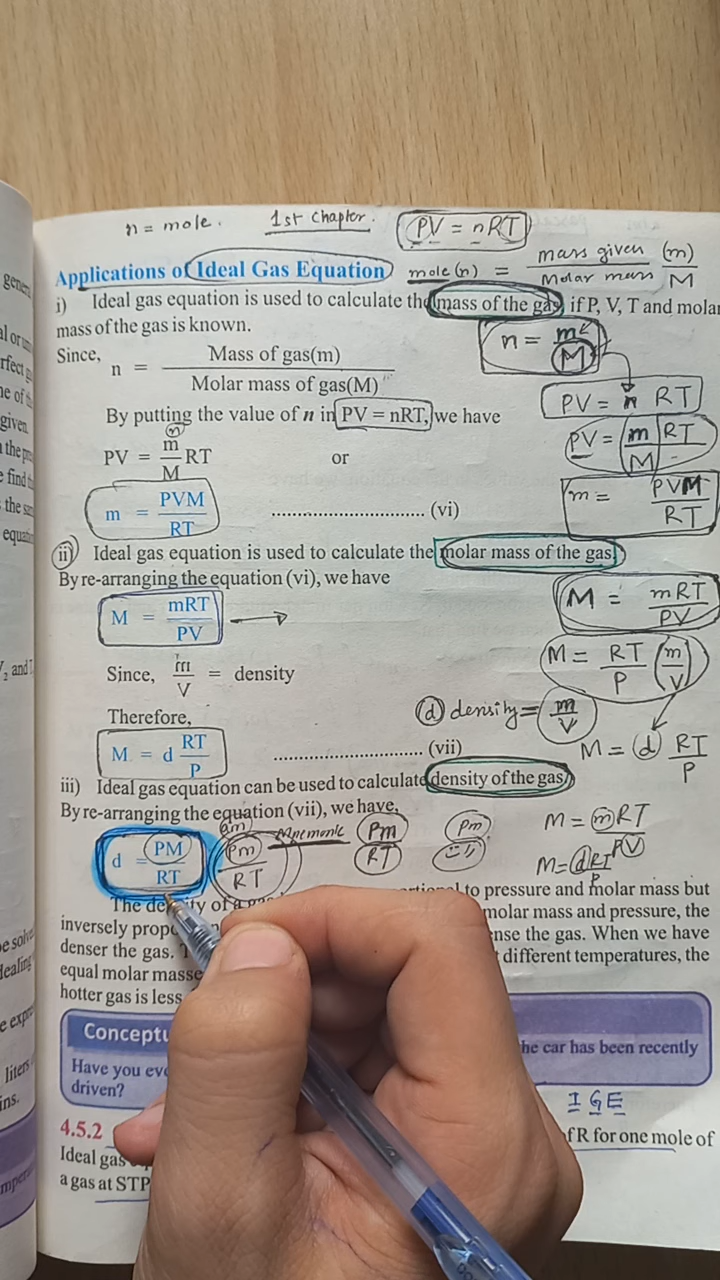 n = mole. 1st Chapter. PV = nRT
Applications of Ideal Gas Equation mole(n) = mass given (m) / Molar mass M
i) Ideal gas equation is used to calculate the mass of the gas, if P, V, T and molar
mass of the gas is known.
n = m / M
Since, n = Mass of gas(m) / Molar mass of gas(M)
PV = n RT
By putting the value of n in PV = nRT, we have
(n)
PV = m/M RT or
PV = m/M RT
m = PVM / RT .............................. (vi)
m = PVM / RT
ii) Ideal gas equation is used to calculate the molar mass of the gas.
By re-arranging the equation (vi), we have
M = mRT / PV
M = mRT / PV
M = RT / P (m / V)
Since, m / V = density
(d) density = m / V
Therefore,
M = d RT / P .............................. (vii)
M = (d) RT / P
iii) Ideal gas equation can be used to calculate density of the gas.
By re-arranging the equation (vii), we have,
d = PM / RT
Pm / RT Mnemonic Pm / RT Pm
M = mRT / PV
M = dRT / P
The density of a gas
to pressure and molar mass but
inversely propo
molar mass and pressure, the
denser the gas.
nse the gas. When we have
equal molar masse
different temperatures, the
hotter gas is less
Conceptu
Have you eve
he car has been recently
driven?
IGE
4.5.2
f R for one mole of
Ideal gas
a gas at STP